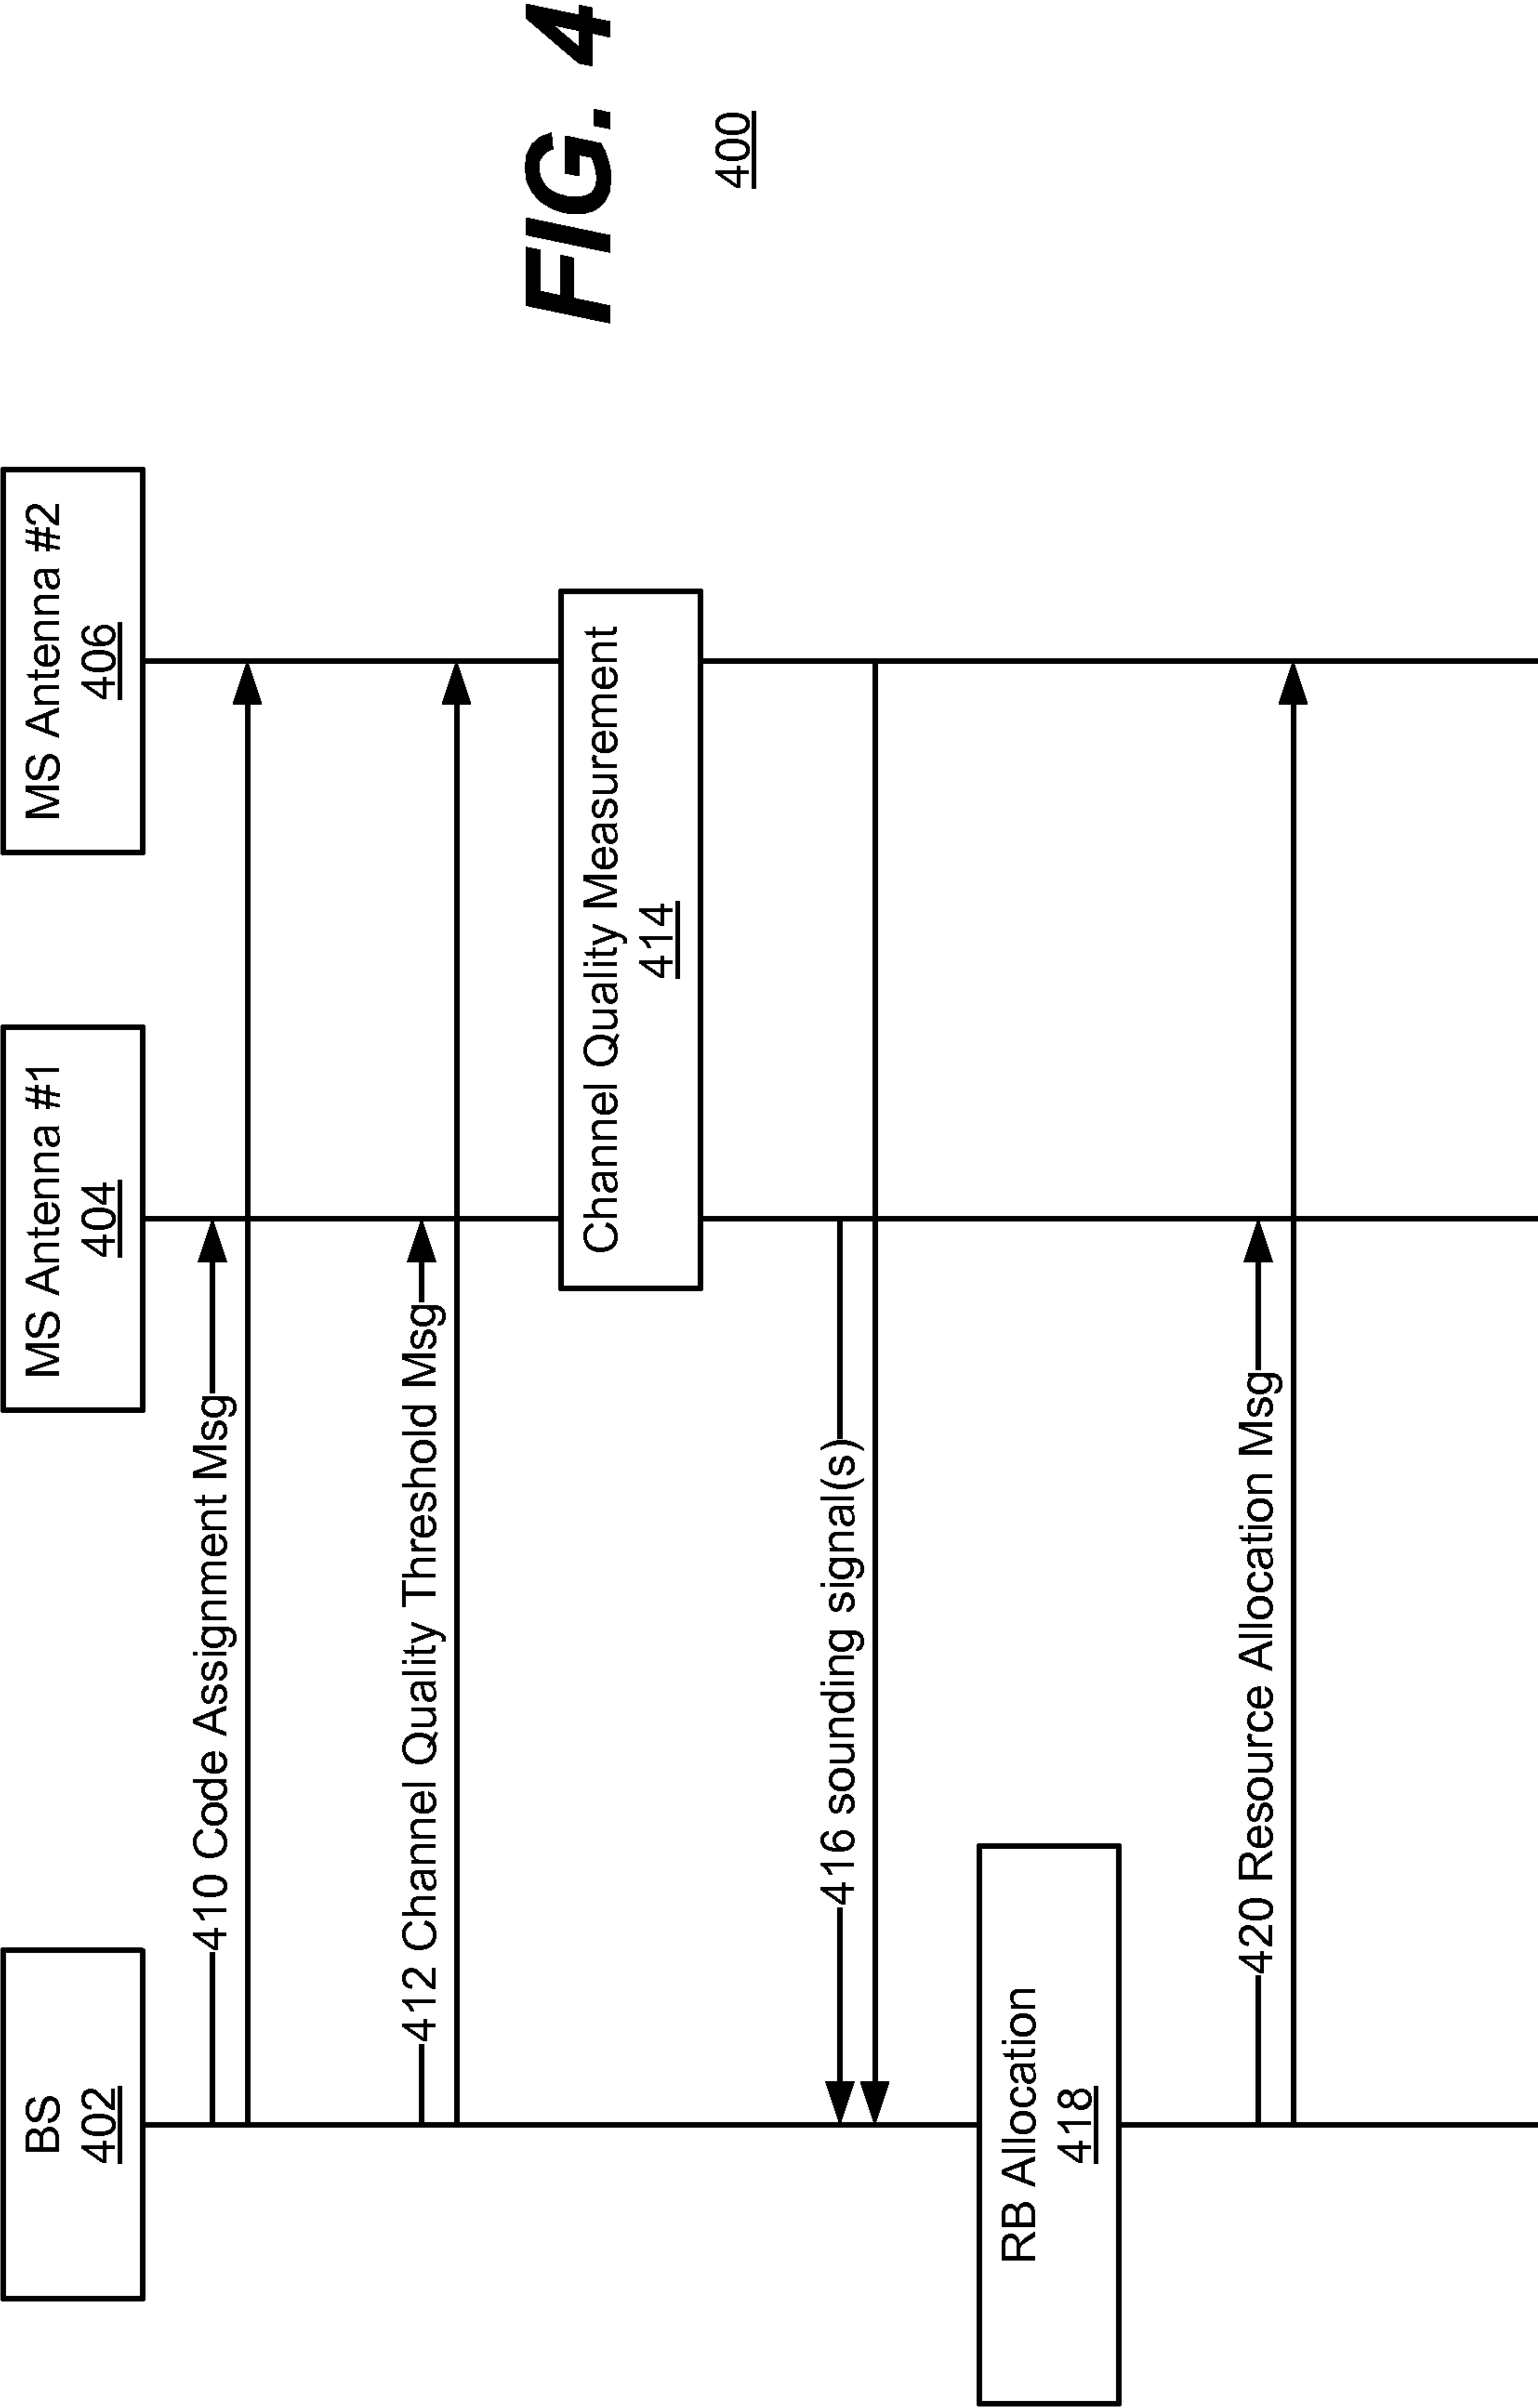 BS
402
MS Antenna #1
404
MS Antenna #2
406
410 Code Assignment Msg
412 Channel Quality Threshold Msg
Channel Quality Measurement
414
416 sounding signal(s)
RB Allocation
418
420 Resource Allocation Msg
FIG. 4
400